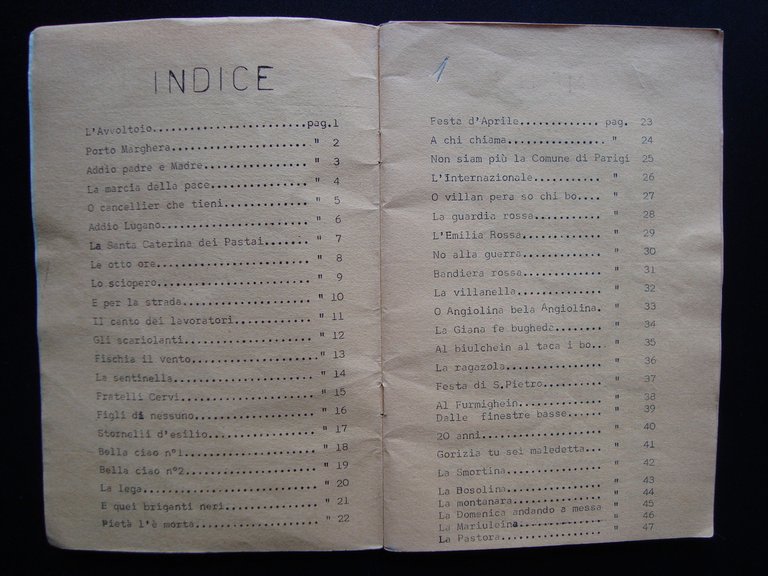 INDICE
L'Avvoltoio........................pag.1
Porto Marghera..................... " 2
Addio padre e Madre................ " 3
La marcia della pace............... " 4
O cancellier che tieni............. " 5
Addio Lugano....................... " 6
La Santa Caterina dei Pastai....... " 7
Le otto ore........................ " 8
Lo sciopero........................ " 9
E per la strada.................... " 10
Il canto dei lavoratori............ " 11
Gli scariolanti.................... " 12
Fischia il vento................... " 13
La sentinella...................... " 14
Fratelli Cervi..................... " 15
Figli di nessuno................... " 16
Stornelli d'esilio................. " 17
Bella ciao n°1..................... " 18
Bella ciao n°2..................... " 19
La lega............................ " 20
E quei briganti neri............... " 21
Pietà l'è morta.................... " 22
1
Festa d'Aprile............ pag. 23
A chi chiama.............. " 24
Non siam più la Comune di Parigi 25
L'Internazionale.......... " 26
O villan pera so chi bo.... " 27
La guardia rossa.......... " 28
L'Emilia Rossa............ " 29
No alla guerra............ " 30
Bandiera rossa............ " 31
La villanella............. " 32
O Angiolina bela Angiolina. " 33
La Giana fe bugheda........ " 34
Al biulchein al taca i bo... " 35
La ragazola............... " 36
Festa di S.Pietro......... " 37
Al Furmighein............. " 38
Dalle finestre basse...... " 39
20 anni................... " 40
Gorizia tu sei maledetta... " 41
La Smortina............... " 42
La Bosolina............... " 43
La montanara.............. " 44
La Domenica andando a messa " 45
La Mariuleina............. " 46
La Pastora................ " 47